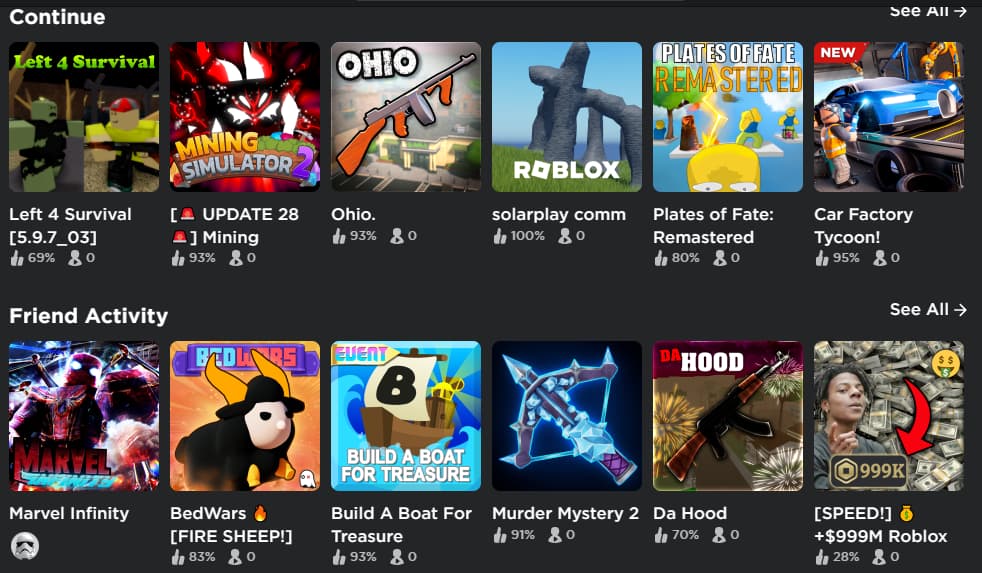 Continue
See All →
Left 4 Survival
MINING
SIMULATOR 2
OHIO
ROBLOX
PLATES OF FATE
REMASTERED
NEW
Left 4 Survival
[5.9.7_03]
69% 0
[🚨 UPDATE 28
🚨] Mining
93% 0
Ohio.
93% 0
solarplay comm
100% 0
Plates of Fate:
Remastered
80% 0
Car Factory
Tycoon!
95% 0
Friend Activity
See All →
MARVEL
INFINITY
BEDWARS
EVENT
B
BUILD A BOAT
FOR TREASURE
DA HOOD
$ $
$
999K
Marvel Infinity
BedWars 🔥
[FIRE SHEEP!]
83% 0
Build A Boat For
Treasure
93% 0
Murder Mystery 2
91% 0
Da Hood
70% 0
[SPEED!] 💰
+$999M Roblox
28% 0